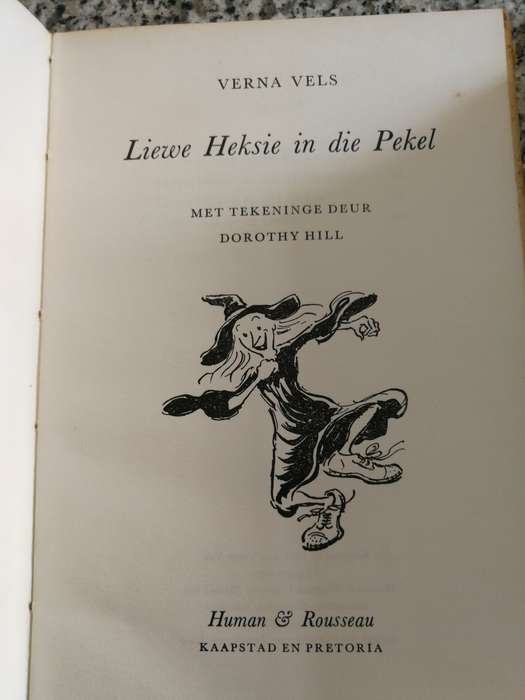 VERNA VELS
Liewe Heksie in die Pekel
MET TEKENINGE DEUR
DOROTHY HILL
Human & Rousseau
KAAPSTAD EN PRETORIA